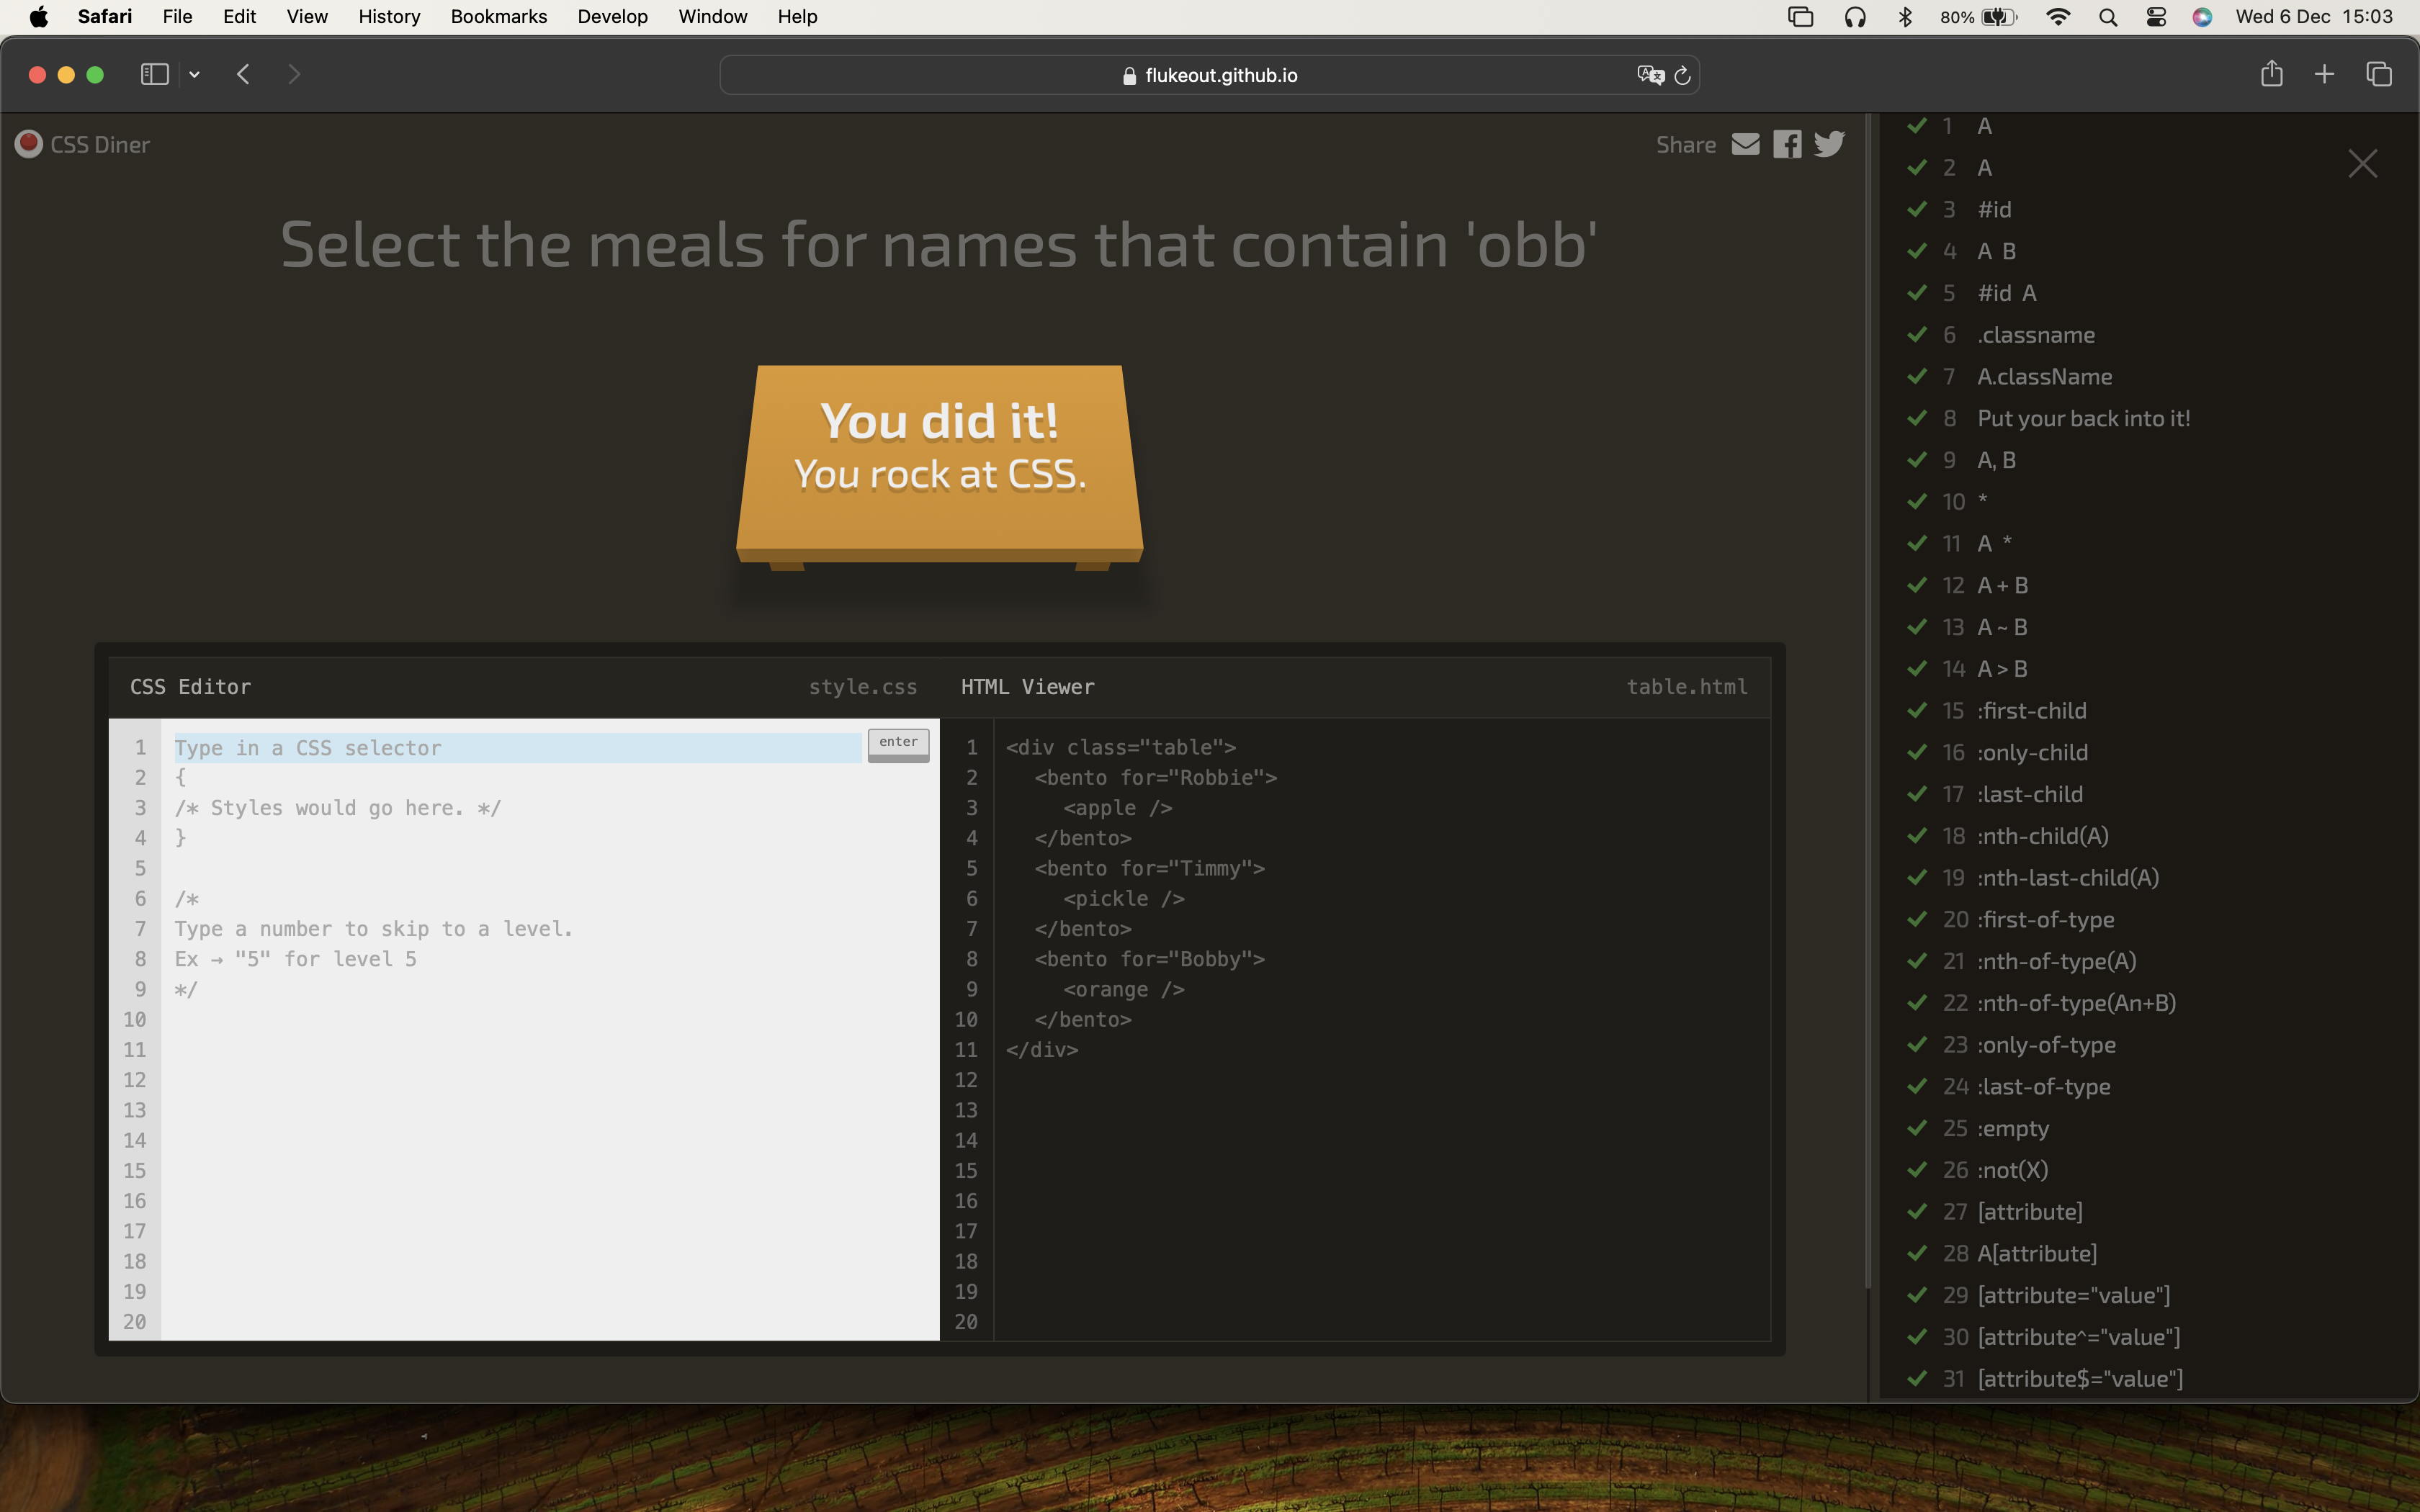 Safari File Edit View History Bookmarks Develop Window Help 80% Wed 6 Dec 15:03
flukeout.github.io
CSS Diner
Share
Select the meals for names that contain 'obb'
You did it!
You rock at CSS.
CSS Editor style.css
1 Type in a CSS selector enter
2 {
3 /* Styles would go here. */
4 }
5
6 /*
7 Type a number to skip to a level.
8 Ex → "5" for level 5
9 */
10
11
12
13
14
15
16
17
18
19
20
HTML Viewer table.html
1 <div class="table">
2 <bento for="Robbie">
3 <apple />
4 </bento>
5 <bento for="Timmy">
6 <pickle />
7 </bento>
8 <bento for="Bobby">
9 <orange />
10 </bento>
11 </div>
12
13
14
15
16
17
18
19
20
1 A
2 A
3 #id
4 A B
5 #id A
6 .classname
7 A.className
8 Put your back into it!
9 A, B
10 *
11 A *
12 A + B
13 A ~ B
14 A > B
15 :first-child
16 :only-child
17 :last-child
18 :nth-child(A)
19 :nth-last-child(A)
20 :first-of-type
21 :nth-of-type(A)
22 :nth-of-type(An+B)
23 :only-of-type
24 :last-of-type
25 :empty
26 :not(X)
27 [attribute]
28 A[attribute]
29 [attribute="value"]
30 [attribute^="value"]
31 [attribute$="value"]